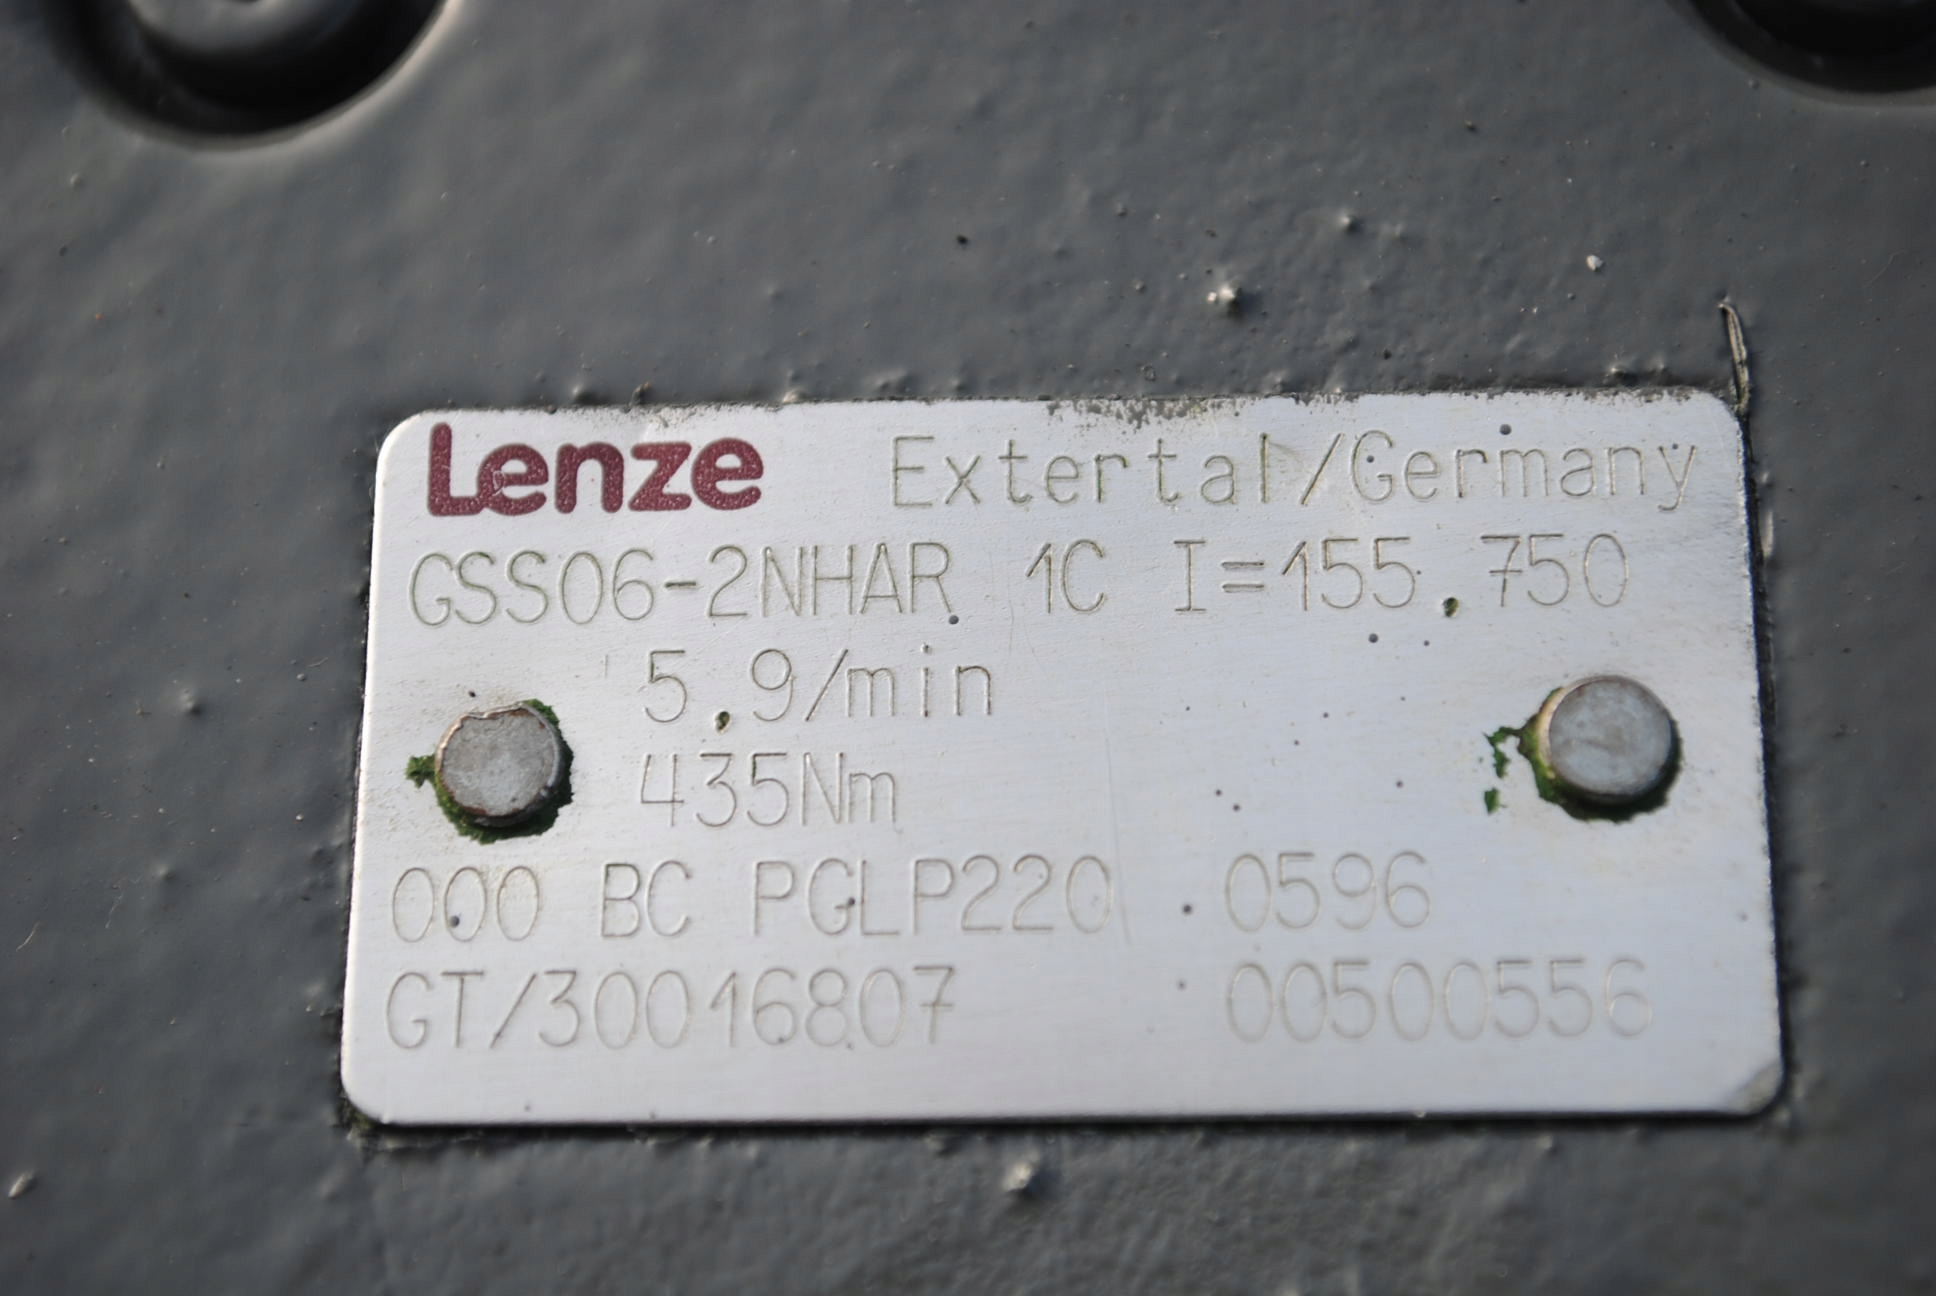 Lenze Extertal/Germany
GSS06-2NHAR 1C I=155.750
5.9/min
435Nm
000 BC PGLP220 0596
GT/30016807 00500556